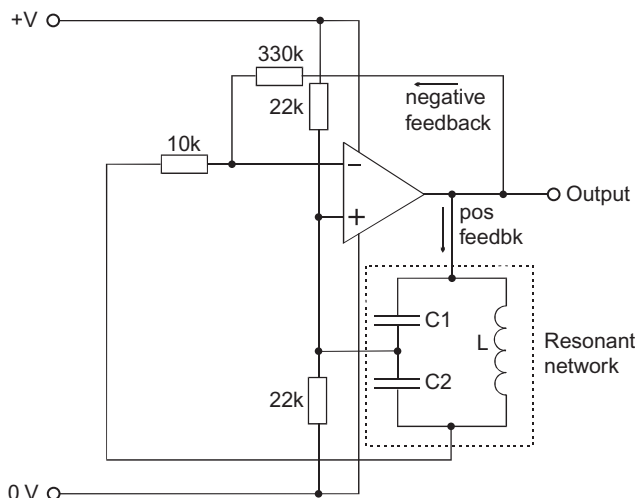 +V
330k
22k
negative
feedback
10k
−
+
Output
pos
feedbk
C1
L
Resonant
network
C2
22k
0 V